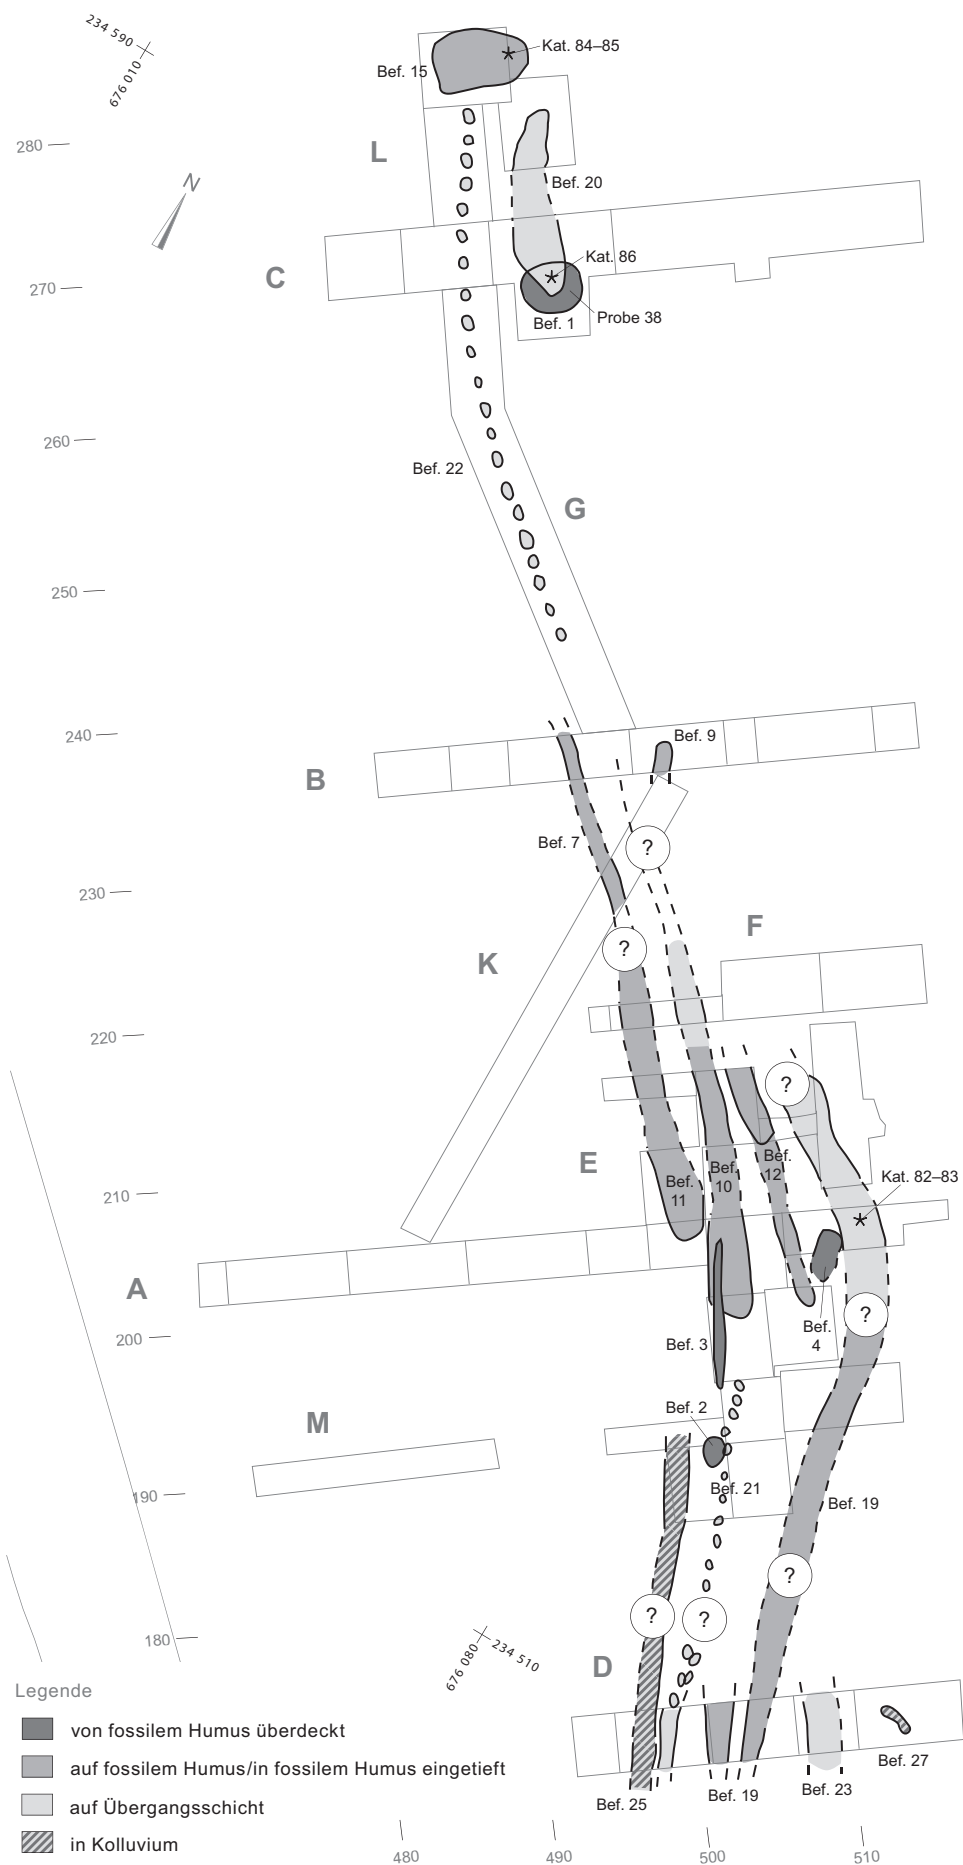 234 590
676 010
Kat. 84–85
Bef. 15
280
L
N
Bef. 20
C
Kat. 86
270
Probe 38
Bef. 1
260
Bef. 22
G
250
240
Bef. 9
B
Bef. 7
?
230
F
?
K
220
?
E
Bef.
10
Bef.
12
Bef.
11
Kat. 82–83
210
A
?
Bef.
4
200
Bef. 3
Bef. 2
M
Bef. 21
190
Bef. 19
?
?
?
180
676 080
234 510
D
Legende
von fossilem Humus überdeckt
auf fossilem Humus/in fossilem Humus eingetieft
auf Übergangsschicht
in Kolluvium
Bef. 27
Bef. 25
Bef. 19
Bef. 23
480
490
500
510